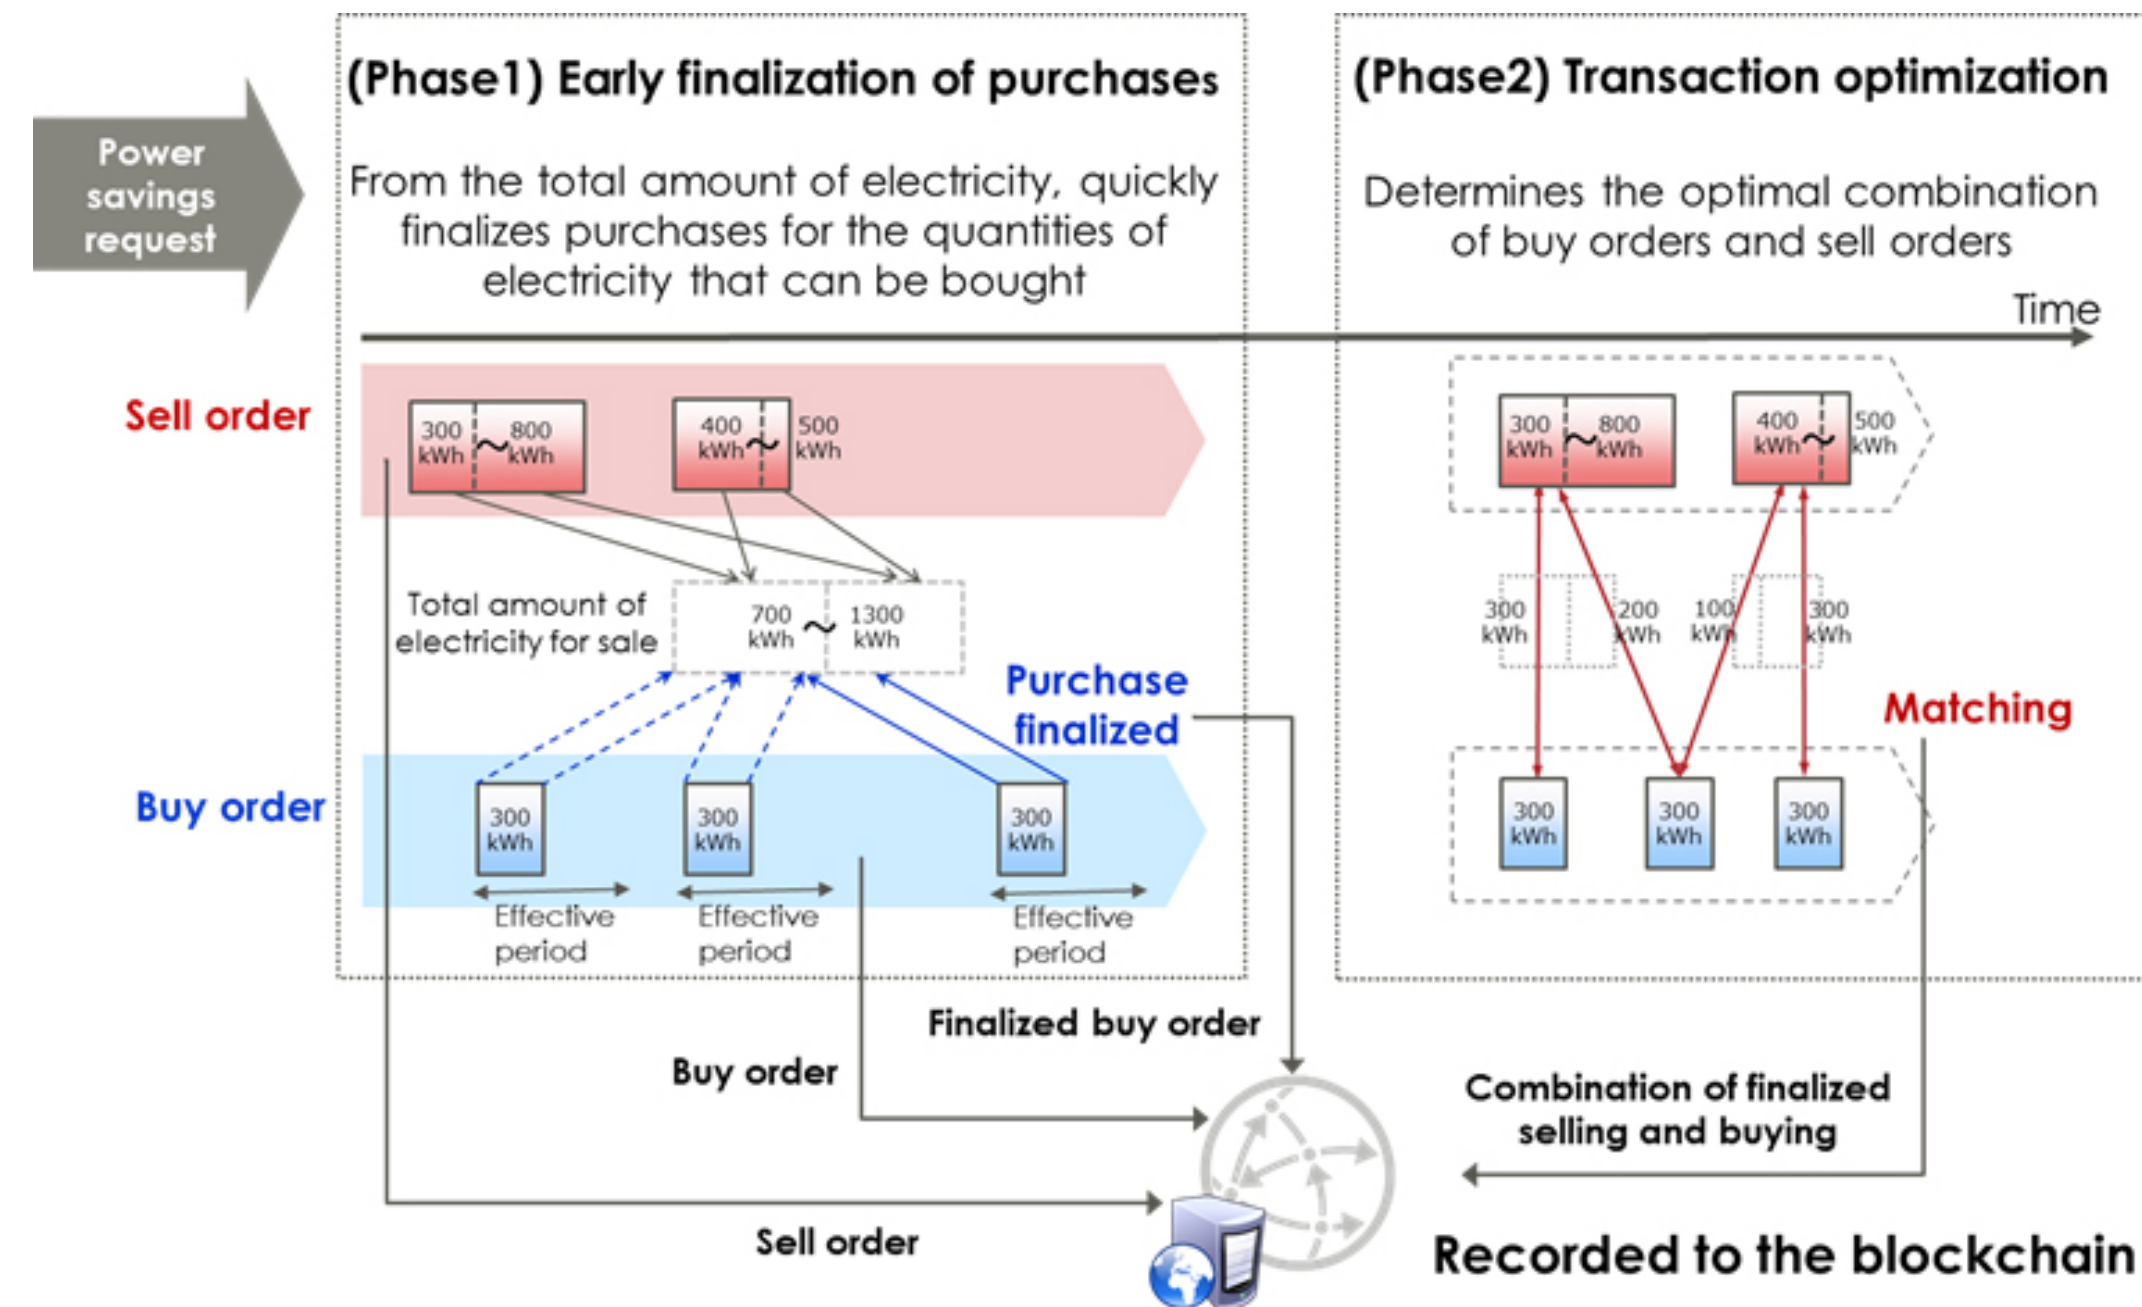 Power
savings
request
(Phase1) Early finalization of purchases
From the total amount of electricity, quickly
finalizes purchases for the quantities of
electricity that can be bought
(Phase2) Transaction optimization
Determines the optimal combination
of buy orders and sell orders
Time
Sell order
300
kWh
~
800
kWh
400
kWh
~
500
kWh
Total amount of
electricity for sale
700
kWh
~
1300
kWh
Purchase
finalized
Buy order
300
kWh
300
kWh
300
kWh
Effective
period
Effective
period
Effective
period
300
kWh
~
800
kWh
400
kWh
~
500
kWh
300
kWh
200
kWh
100
kWh
300
kWh
Matching
300
kWh
300
kWh
300
kWh
Finalized buy order
Buy order
Sell order
Combination of finalized
selling and buying
Recorded to the blockchain